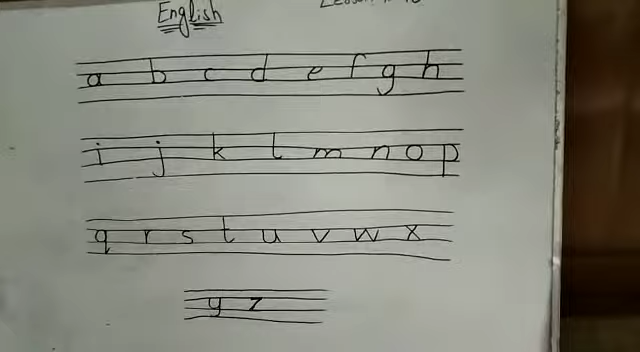 English
a b c d e f g h
i j k l m n o p
q r s t u v w x
y z